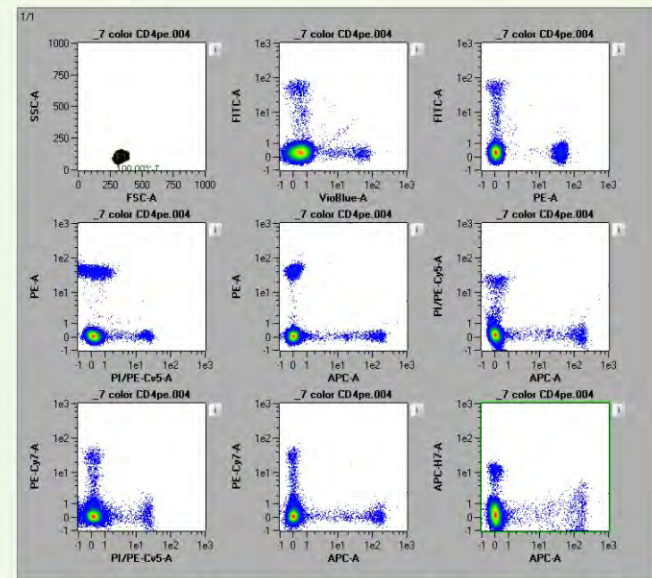 1/1
_7 color CD4pe.004
1000
750
500
250
0
SSC-A
0 250 500 750 1000
FSC-A
_7 color CD4pe.004
1e3
1e2
1e1
1
0
-1
FITC-A
-1 0 1 1e1 1e2 1e3
VioBlue-A
_7 color CD4pe.004
1e3
1e2
1e1
1
0
-1
FITC-A
-1 0 1 1e1 1e2 1e3
PE-A
_7 color CD4pe.004
1e3
1e2
1e1
1
0
-1
PE-A
-1 0 1 1e1 1e2 1e3
PI/PE-Cy5-A
_7 color CD4pe.004
1e3
1e2
1e1
1
0
-1
PE-A
-1 0 1 1e1 1e2 1e3
APC-A
_7 color CD4pe.004
1e3
1e2
1e1
1
0
-1
PI/PE-Cy5-A
-1 0 1 1e1 1e2 1e3
APC-A
_7 color CD4pe.004
1e3
1e2
1e1
1
0
-1
PE-Cy7-A
-1 0 1 1e1 1e2 1e3
PI/PE-Cy5-A
_7 color CD4pe.004
1e3
1e2
1e1
1
0
-1
PE-Cy7-A
-1 0 1 1e1 1e2 1e3
APC-A
_7 color CD4pe.004
1e3
1e2
1e1
1
0
-1
APC-H7-A
-1 0 1 1e1 1e2 1e3
APC-A